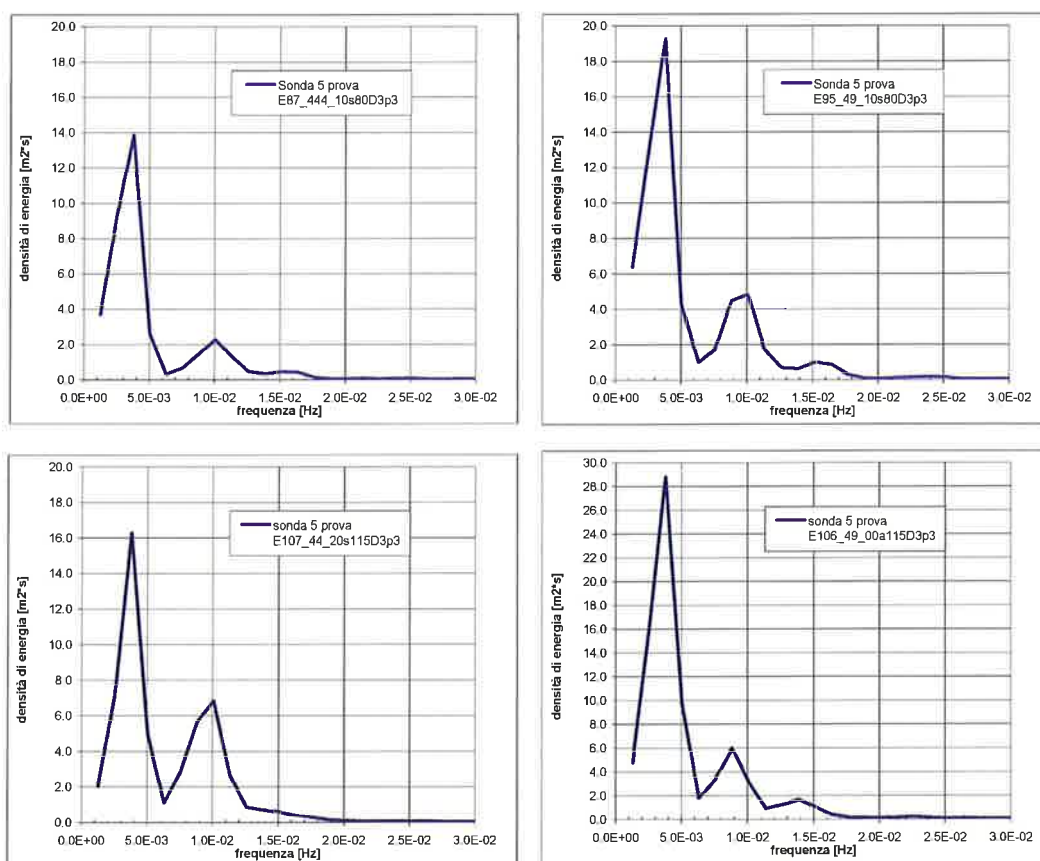 20.0
18.0
16.0
14.0
12.0
10.0
8.0
6.0
4.0
2.0
0.0
densità di energia [m2*s]
Sonda 5 prova
E87_444_10s80D3p3
0.0E+00 5.0E-03 1.0E-02 1.5E-02 2.0E-02 2.5E-02 3.0E-02
frequenza [Hz]
20.0
18.0
16.0
14.0
12.0
10.0
8.0
6.0
4.0
2.0
0.0
densità di energia [m2*s]
Sonda 5 prova
E95_49_10s80D3p3
0.0E+00 5.0E-03 1.0E-02 1.5E-02 2.0E-02 2.5E-02 3.0E-02
frequenza [Hz]
20.0
18.0
16.0
14.0
12.0
10.0
8.0
6.0
4.0
2.0
0.0
densità di energia [m2*s]
sonda 5 prova
E107_44_20s115D3p3
0.0E+00 5.0E-03 1.0E-02 1.5E-02 2.0E-02 2.5E-02 3.0E-02
frequenza [Hz]
30.0
28.0
26.0
24.0
22.0
20.0
18.0
16.0
14.0
12.0
10.0
8.0
6.0
4.0
2.0
0.0
densità di energia [m2*s]
sonda 5 prova
E106_49_00a115D3p3
0.0E+00 5.0E-03 1.0E-02 1.5E-02 2.0E-02 2.5E-02 3.0E-02
frequenza [Hz]